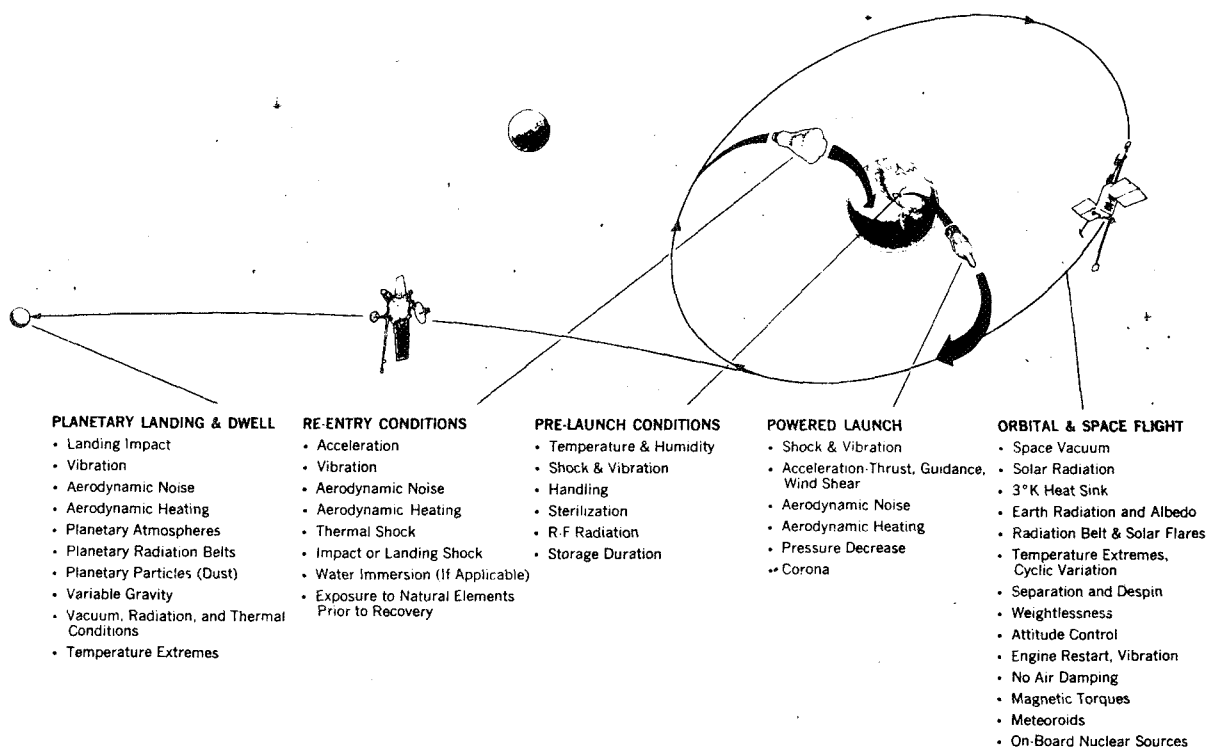 PLANETARY LANDING & DWELL
• Landing Impact
• Vibration
• Aerodynamic Noise
• Aerodynamic Heating
• Planetary Atmospheres
• Planetary Radiation Belts
• Planetary Particles (Dust)
• Variable Gravity
• Vacuum, Radiation, and Thermal
Conditions
• Temperature Extremes
RE-ENTRY CONDITIONS
• Acceleration
• Vibration
• Aerodynamic Noise
• Aerodynamic Heating
• Thermal Shock
• Impact or Landing Shock
• Water Immersion (If Applicable)
• Exposure to Natural Elements
Prior to Recovery
PRE-LAUNCH CONDITIONS
• Temperature & Humidity
• Shock & Vibration
• Handling
• Sterilization
• R-F Radiation
• Storage Duration
POWERED LAUNCH
• Shock & Vibration
• Acceleration-Thrust, Guidance,
Wind Shear
• Aerodynamic Noise
• Aerodynamic Heating
• Pressure Decrease
• Corona
ORBITAL & SPACE FLIGHT
• Space Vacuum
• Solar Radiation
• 3°K Heat Sink
• Earth Radiation and Albedo
• Radiation Belt & Solar Flares
• Temperature Extremes,
Cyclic Variation
• Separation and Despin
• Weightlessness
• Attitude Control
• Engine Restart, Vibration
• No Air Damping
• Magnetic Torques
• Meteoroids
• On-Board Nuclear Sources